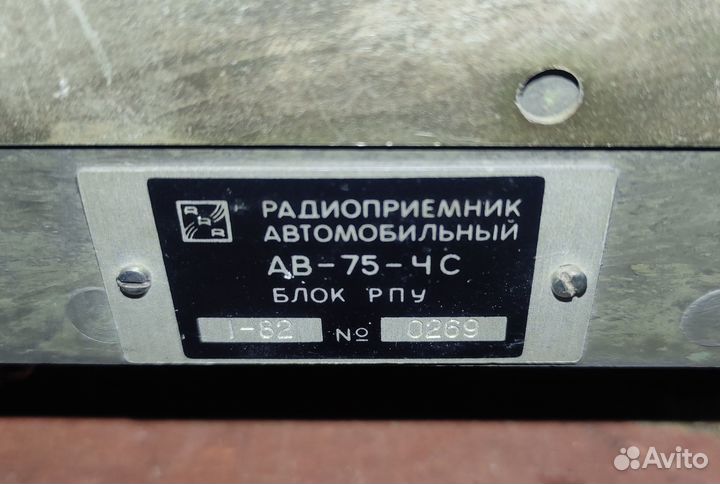 РАДИОПРИЕМНИК
АВТОМОБИЛЬНЫЙ
АВ-75-ЧС
БЛОК РПУ
1-82 № 0269
Avito